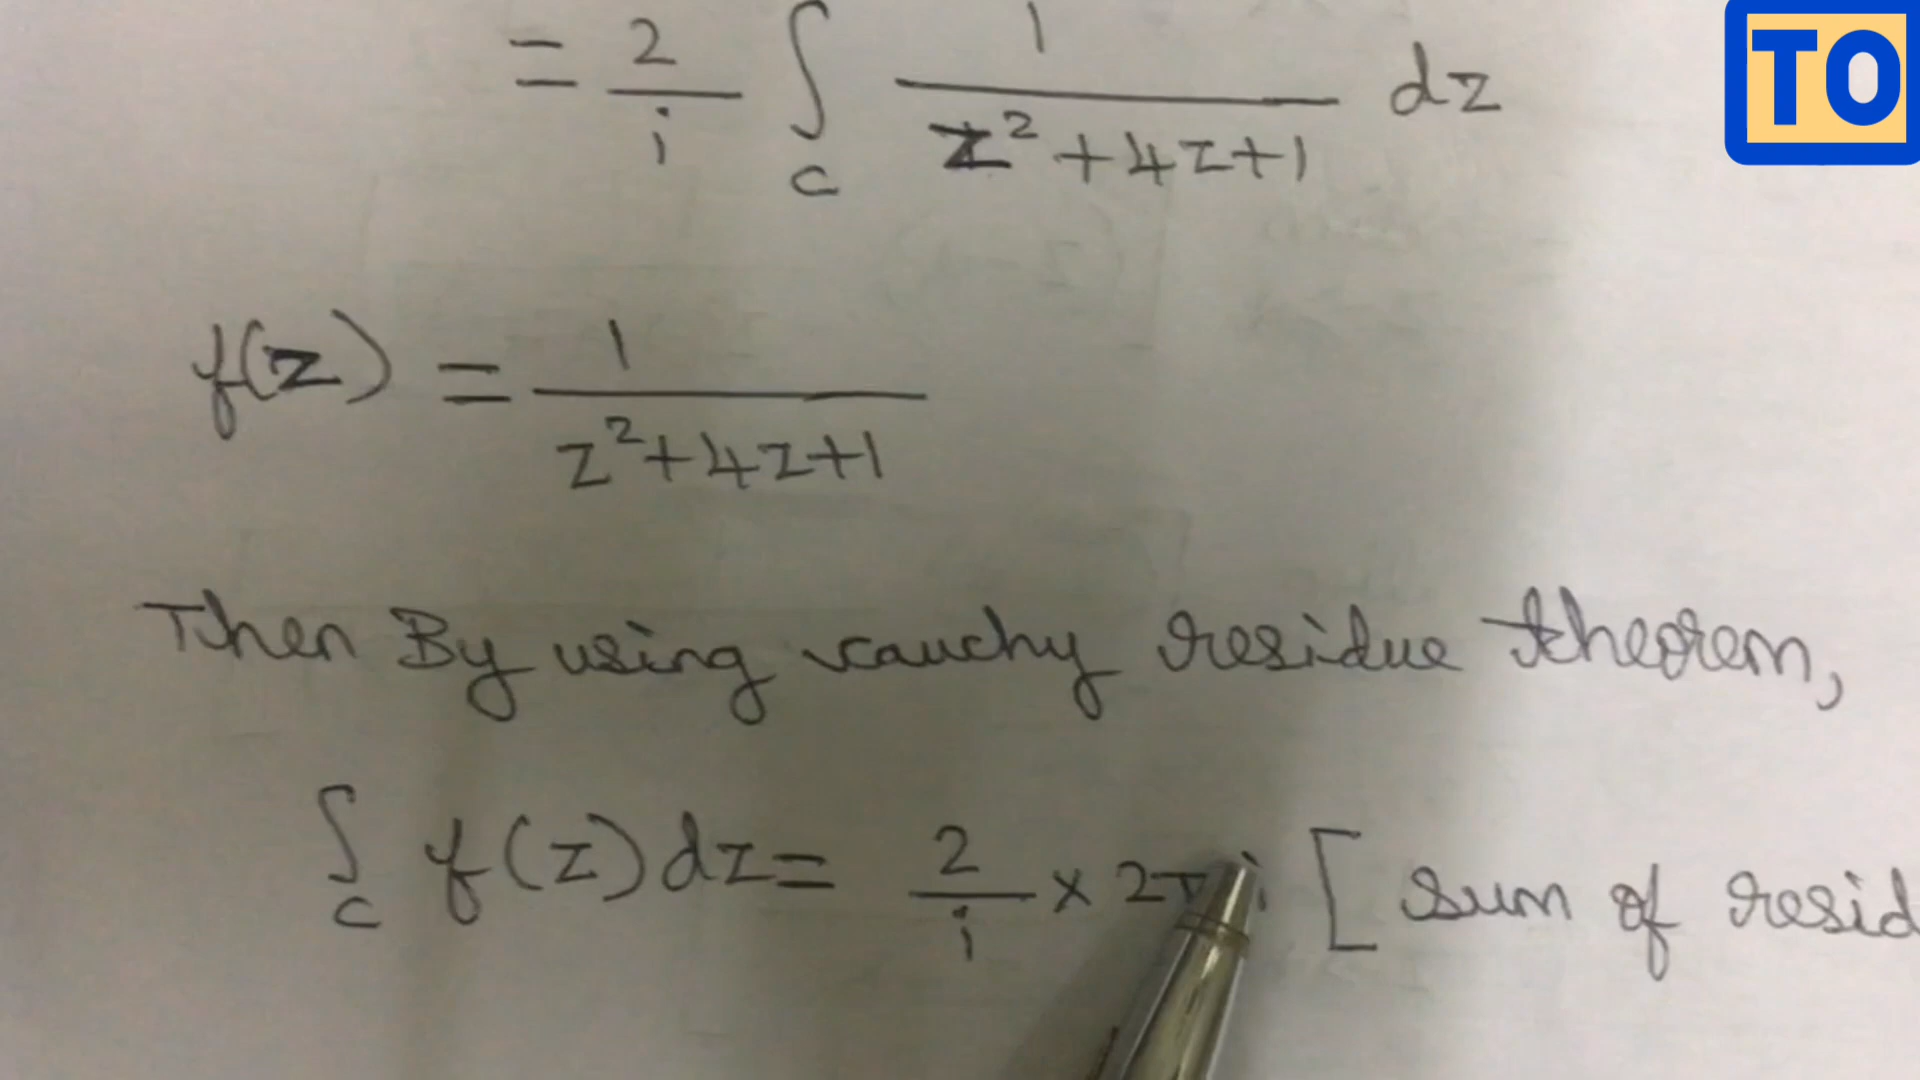 TO
= 2/i ∫_C 1/(z²+4z+1) dz
f(z) = 1/(z²+4z+1)
Then By using cauchy residue theorem,
∫_C f(z)dz = 2/i × 2πi [ sum of resid